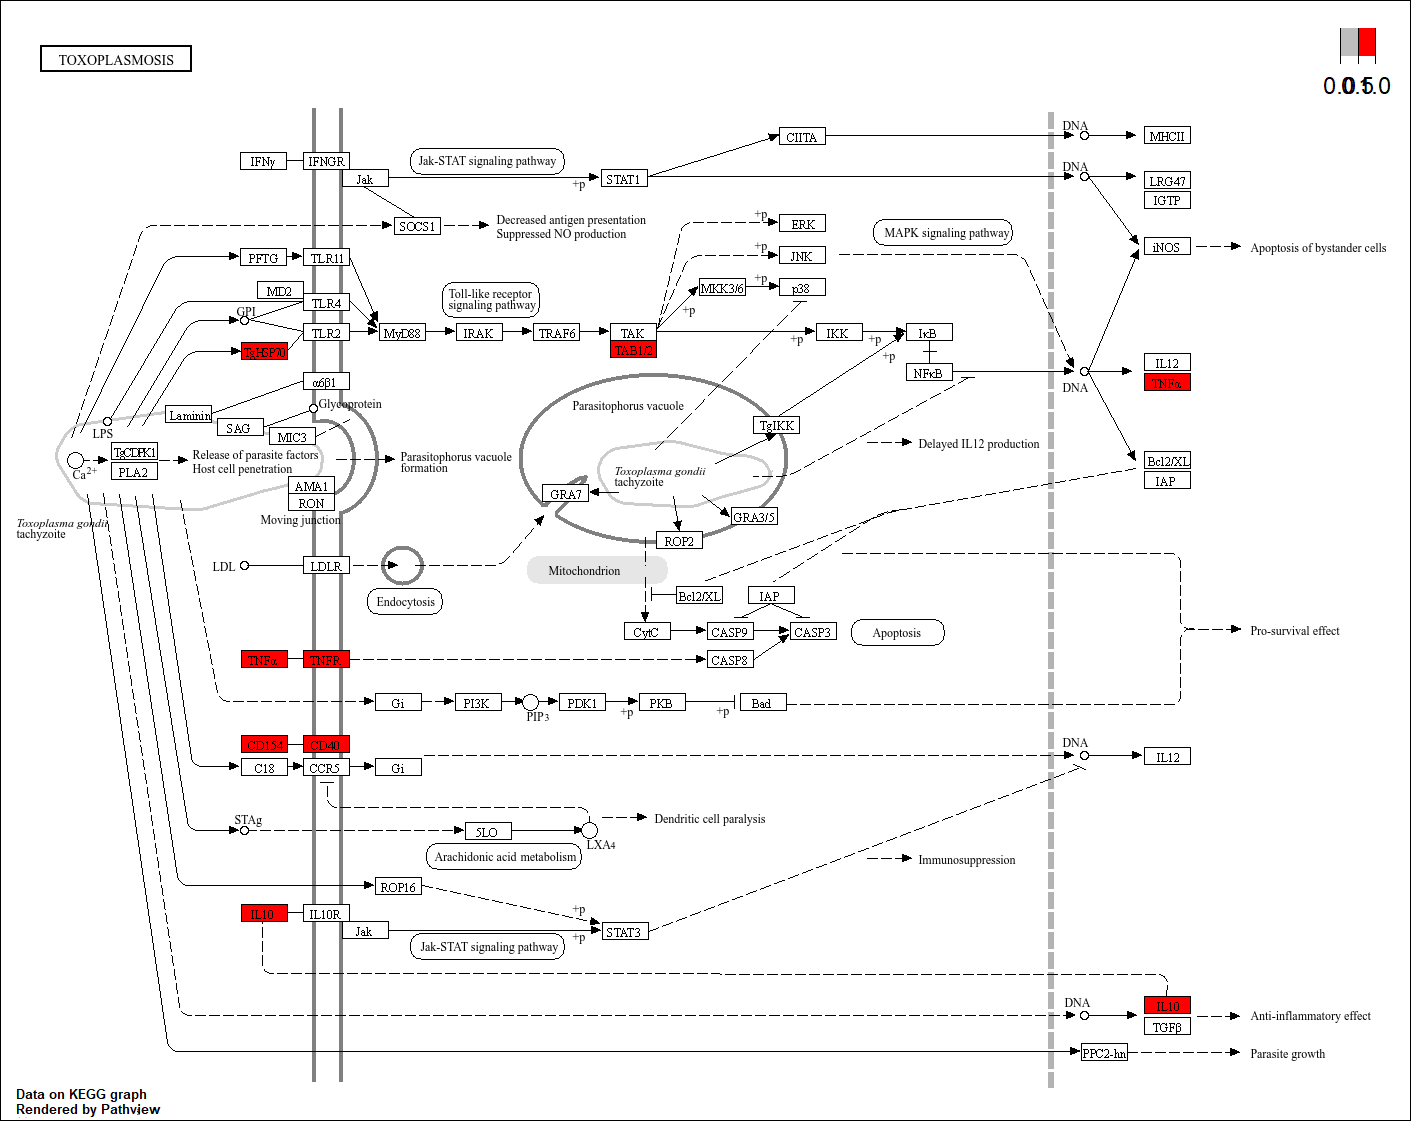 TOXOPLASMOSIS
0.0 0.5 1.0
DNA
CIITA
MHCII
IFNγ
IFNGR
Jak-STAT signaling pathway
DNA
Jak
+p
STAT1
LRG47
IGTP
SOCS1
Decreased antigen presentation
Suppressed NO production
+p
ERK
MAPK signaling pathway
PFTG
TLR11
+p
JNK
iNOS
Apoptosis of bystander cells
MD2
TLR4
Toll-like receptor
signaling pathway
MKK3/6
+p
p38
+p
GPI
TLR2
MyD88
IRAK
TRAF6
TAK
+p
IKK
+p
IκB
TgHSP70
TAB1/2
+p
NFκB
DNA
IL12
TNFα
α6β1
Glycoprotein
Parasitophorus vacuole
Laminin
SAG
MIC3
LPS
TgIKK
Delayed IL12 production
TgCDPK1
PLA2
Ca2+
Release of parasite factors
Host cell penetration
Parasitophorus vacuole
formation
Toxoplasma gondii
tachyzoite
Bcl2/XL
IAP
AMA1
RON
Moving junction
GRA7
GRA3/5
ROP2
Toxoplasma gondii
tachyzoite
LDL
LDLR
Mitochondrion
Endocytosis
Bcl2/XL
IAP
CytC
CASP9
CASP3
Apoptosis
Pro-survival effect
TNFα
TNFR
CASP8
Gi
PI3K
PIP3
PDK1
+p
PKB
+p
Bad
CD154
CD40
DNA
C18
CCR5
Gi
IL12
STAg
5LO
LXA4
Dendritic cell paralysis
Arachidonic acid metabolism
Immunosuppression
ROP16
IL10
IL10R
+p
Jak
+p
STAT3
Jak-STAT signaling pathway
DNA
IL10
TGFβ
Anti-inflammatory effect
PPC2-hn
Parasite growth
Data on KEGG graph
Rendered by Pathview